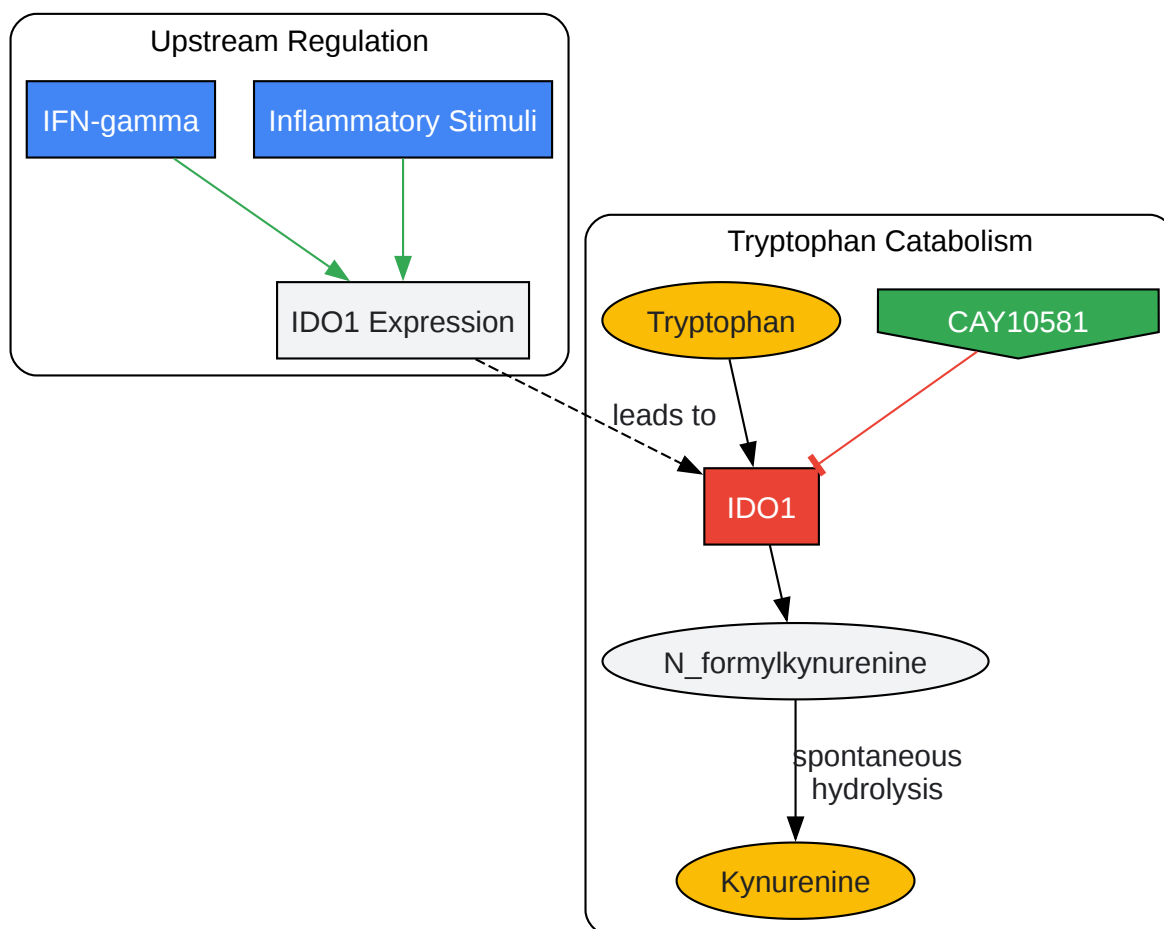 Upstream Regulation
IFN-gamma
Inflammatory Stimuli
IDO1 Expression
Tryptophan Catabolism
Tryptophan
CAY10581
leads to
IDO1
N_formylkynurenine
spontaneous
hydrolysis
Kynurenine